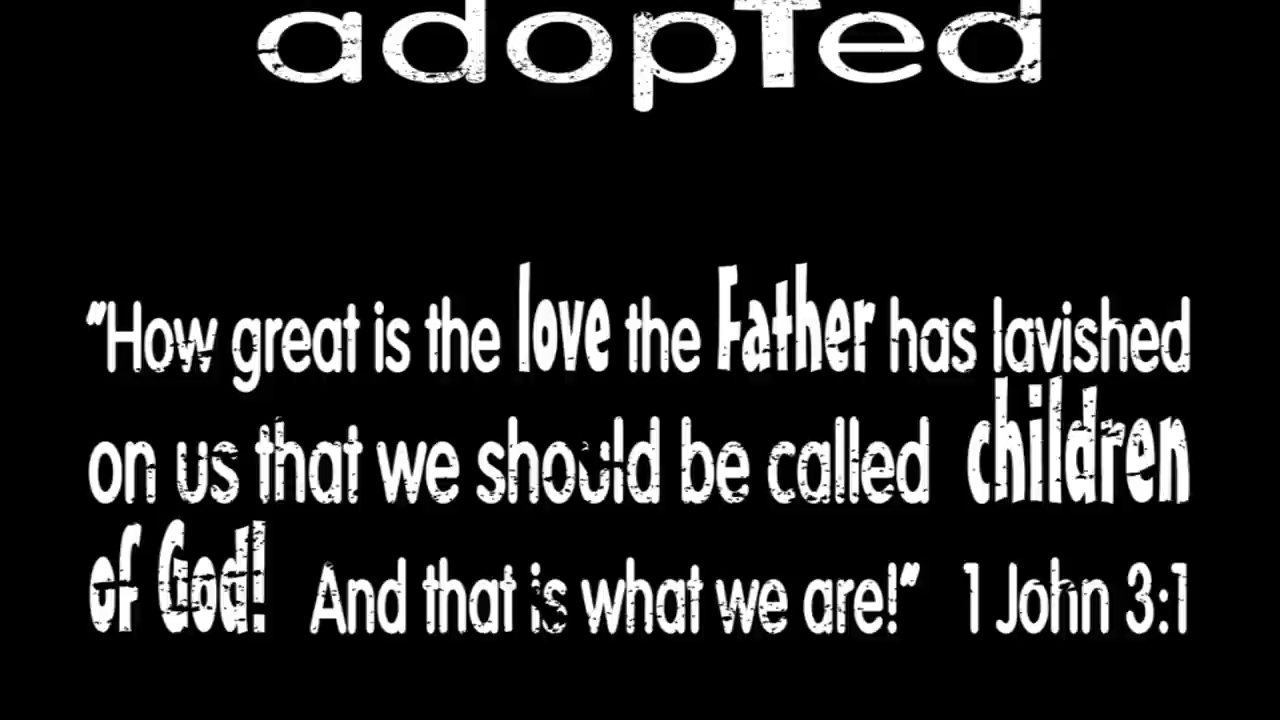 adopTed
"How great is the love the Father has lavished
on us that we should be called children
of God! And that is what we are!" 1 John 3:1